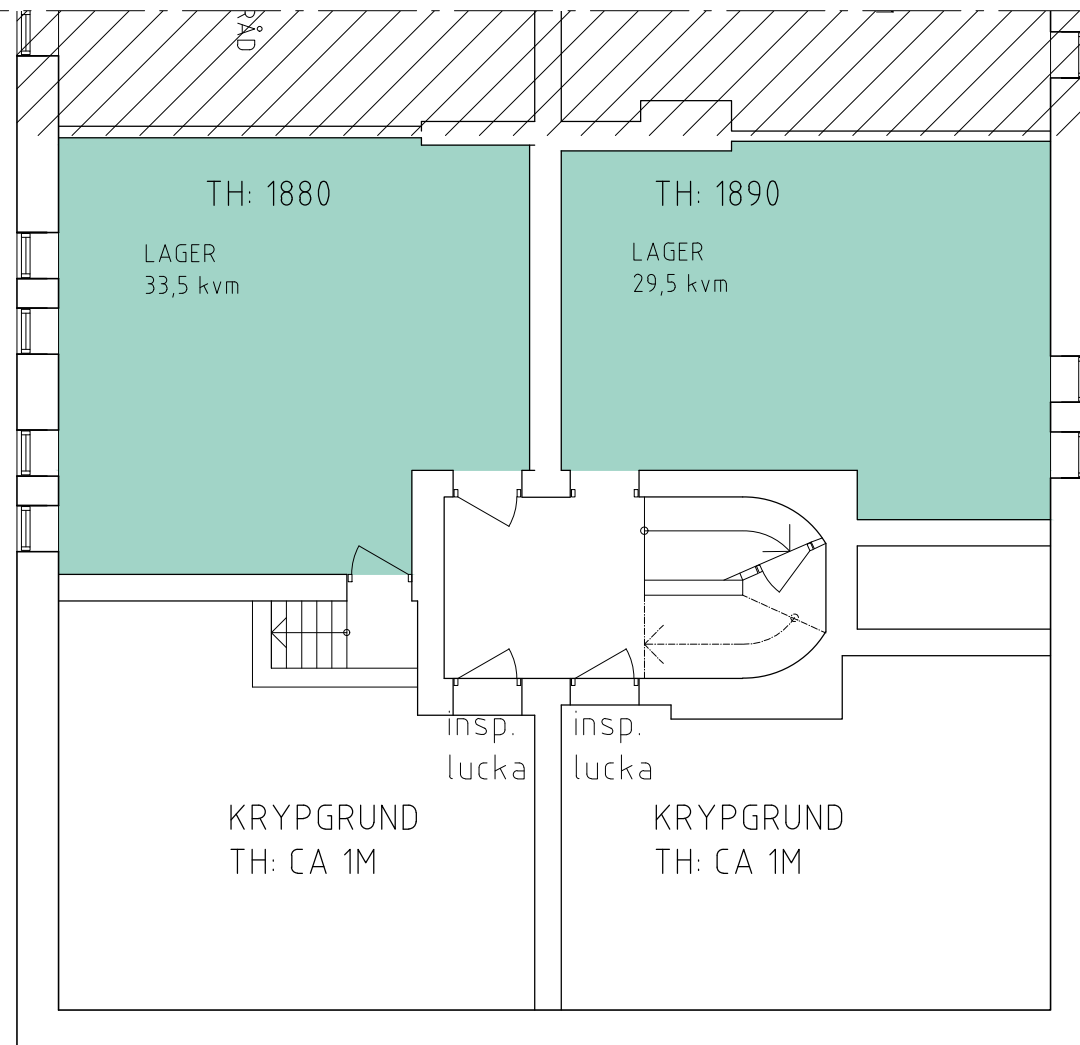 RÅD
TH: 1880
LAGER
33,5 kvm
TH: 1890
LAGER
29,5 kvm
insp.
lucka
insp.
lucka
KRYPGRUND
TH: CA 1M
KRYPGRUND
TH: CA 1M